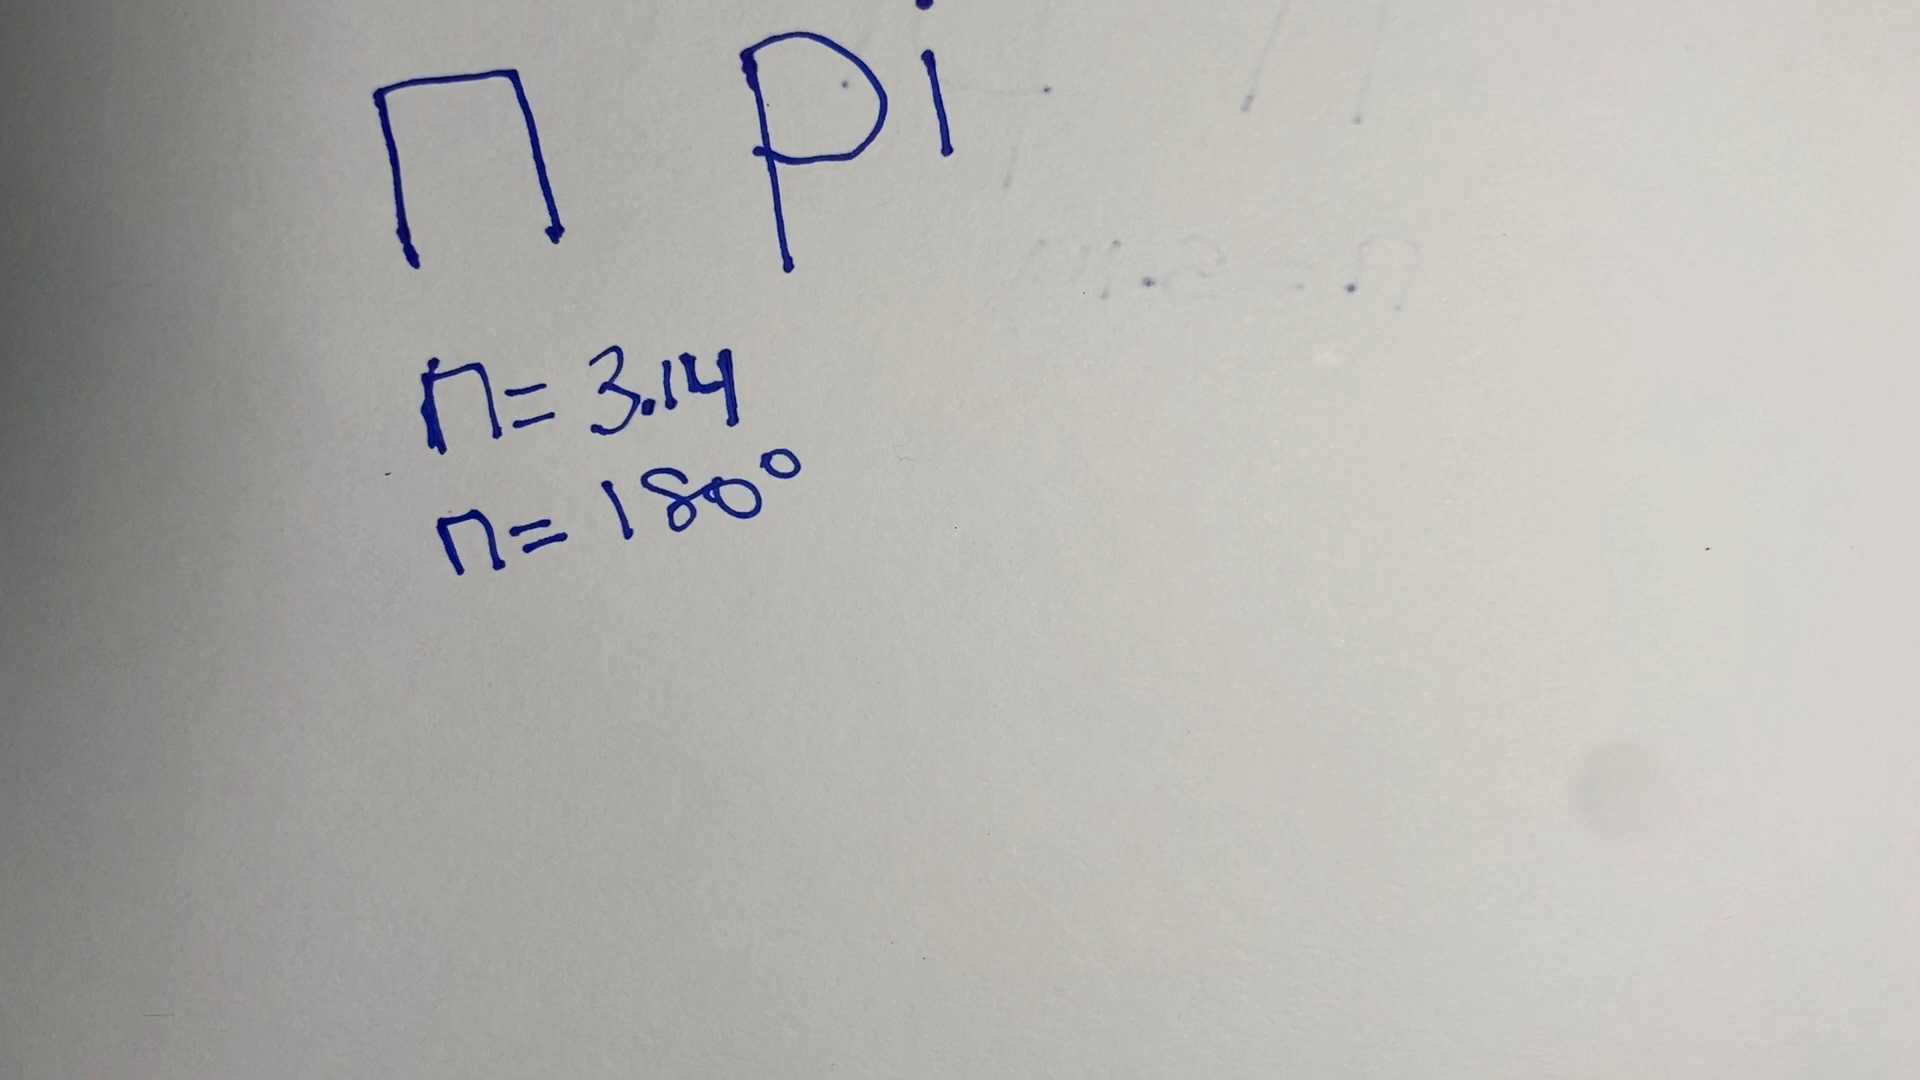 π pi
π= 3.14
π= 180°